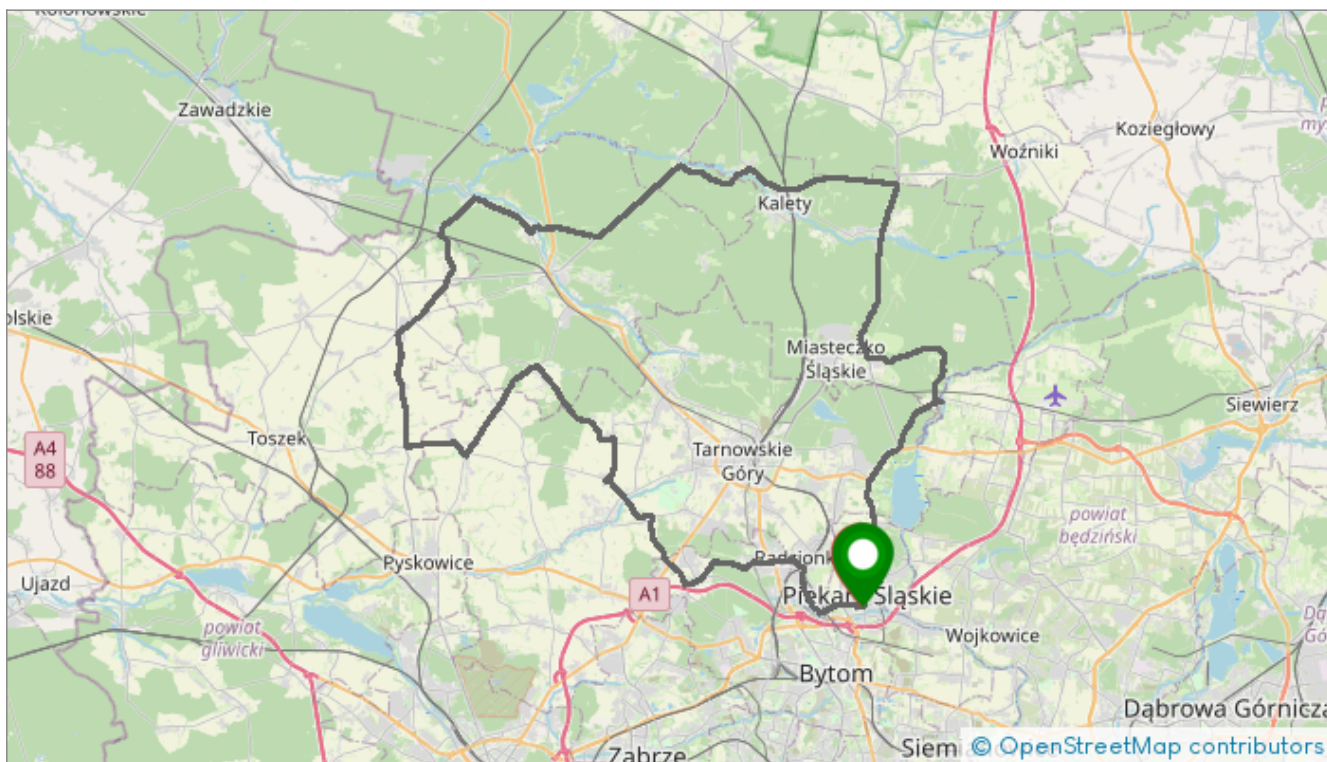 Zawadzkie
Koziegłowy
Woźniki
Kalety
olskie
Miasteczko
Śląskie
Siewierz
Toszek
A4
88
Tarnowskie
Góry
powiat
będziński
Pyskowice
Ujazd
A1
Piekary Śląskie
powiat
gliwicki
Wojkowice
Bytom
Dąbrowa Górnicza
Zabrze
Siem
© OpenStreetMap contributors